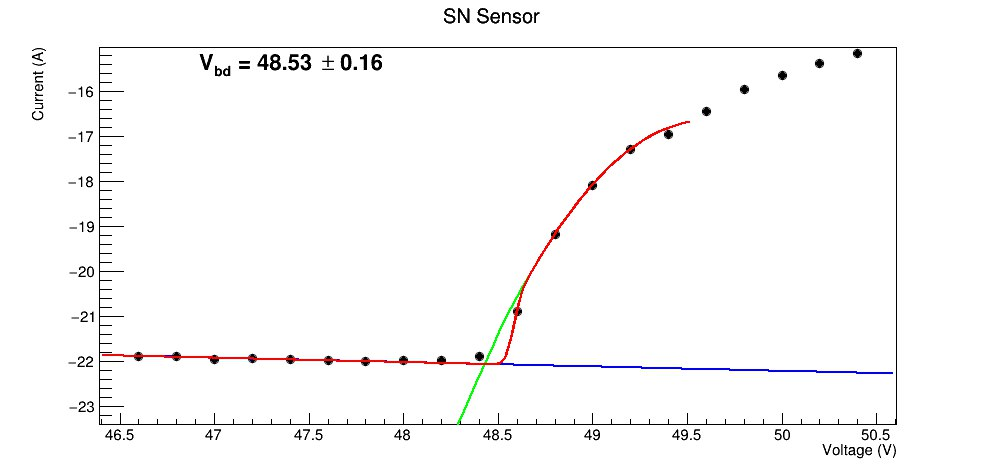 SN Sensor
Current (A)
V_bd = 48.53 ± 0.16
−16
−17
−18
−19
−20
−21
−22
−23
46.5 47 47.5 48 48.5 49 49.5 50 50.5
Voltage (V)